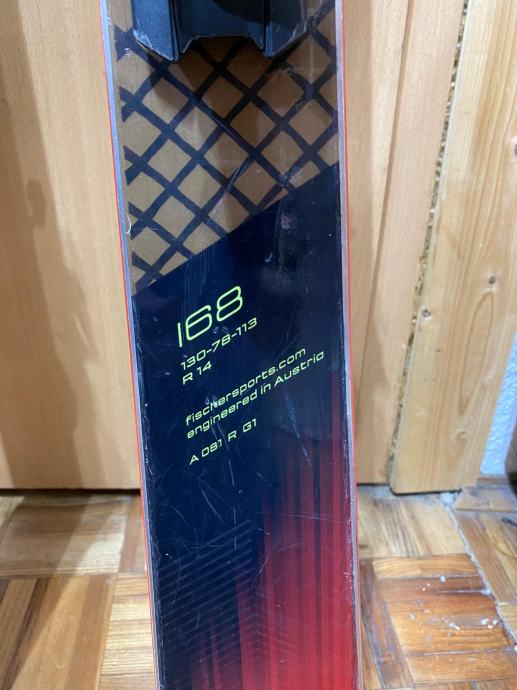 168
130-78-113
R 14
fischersports.com
engineered in Austria
A 081 R G1